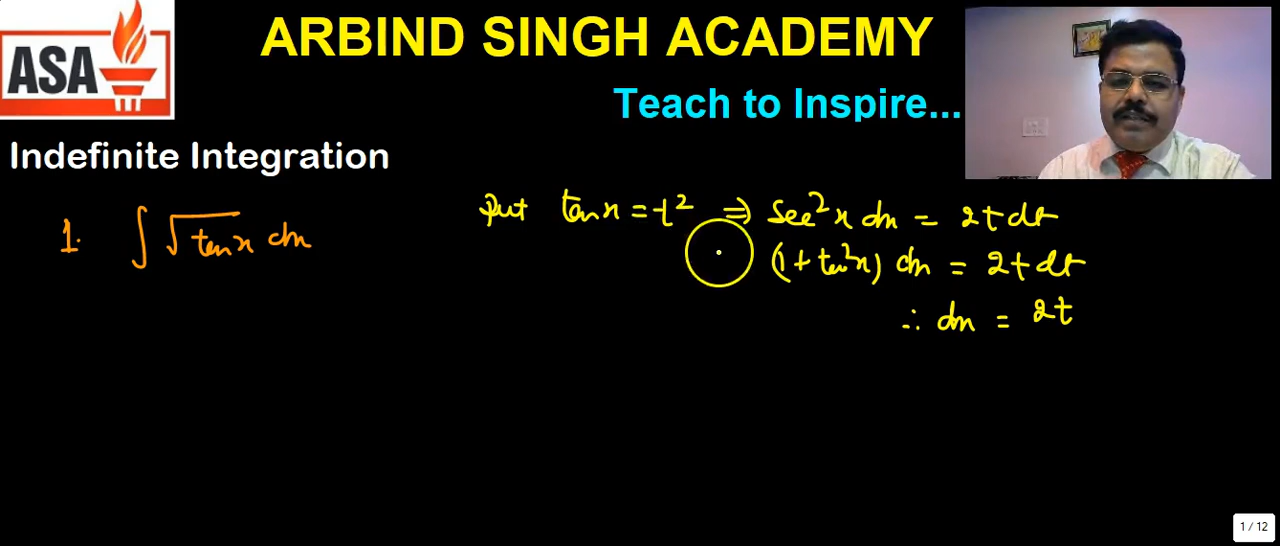 ASA
ARBIND SINGH ACADEMY
Teach to Inspire...
Indefinite Integration
1. ∫ √tanx dx
put tanx = t² ⇒ sec²x dx = 2t dt
(1 + tan²x) dx = 2t dt
∴ dx = 2t
1 / 12